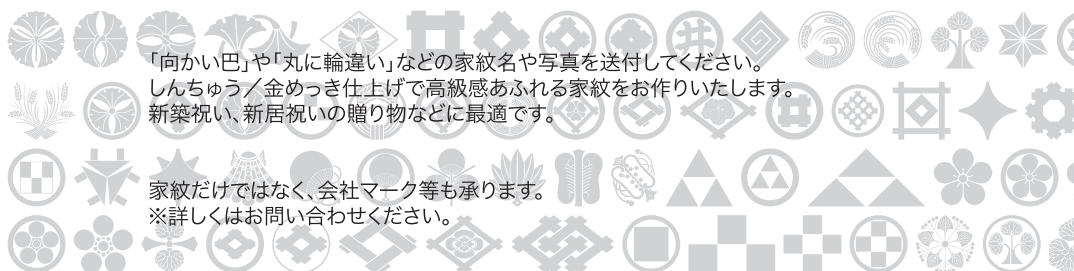 「向かい巴」や「丸に輪違い」などの家紋名や写真を送付してください。
しんちゅう／金めっき仕上げで高級感あふれる家紋をお作りいたします。
新築祝い、新居祝いの贈り物などに最適です。
家紋だけではなく、会社マーク等も承ります。
※詳しくはお問い合わせください。